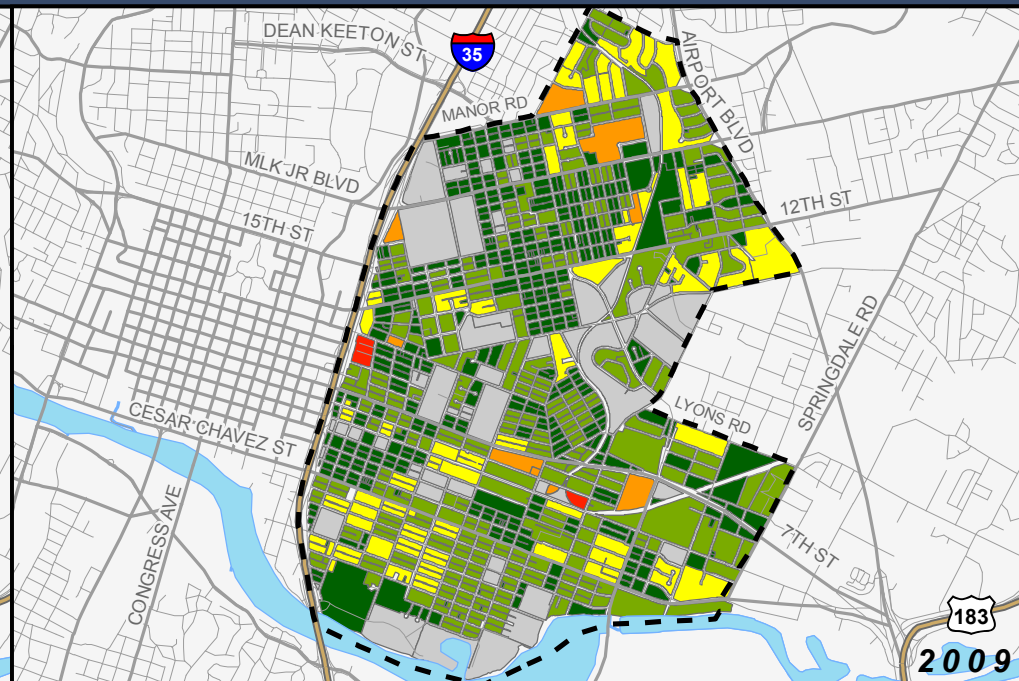 DEAN KEETON ST
35
AIRPORT BLVD
MANOR RD
MLK JR BLVD
12TH ST
15TH ST
SPRINGDALE RD
LYONS RD
CESAR CHAVEZ ST
CONGRESS AVE
7TH ST
183
2009